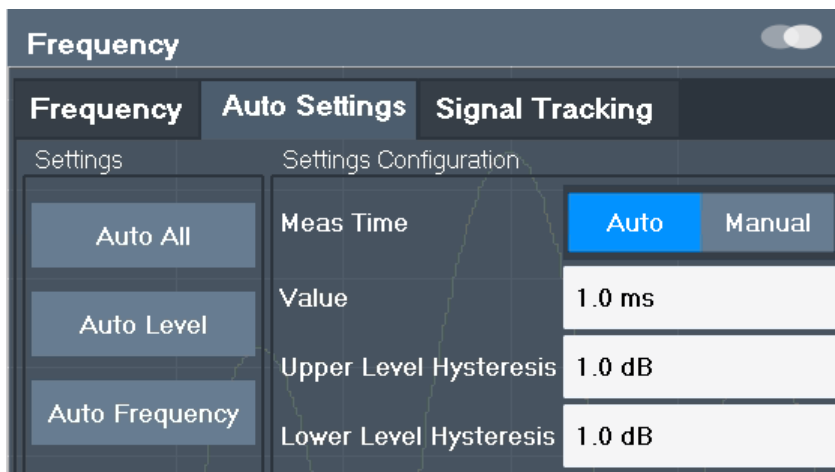 Frequency
Frequency Auto Settings Signal Tracking
Settings
Settings Configuration
Auto All
Auto Level
Auto Frequency
Meas Time Auto Manual
Value 1.0 ms
Upper Level Hysteresis 1.0 dB
Lower Level Hysteresis 1.0 dB